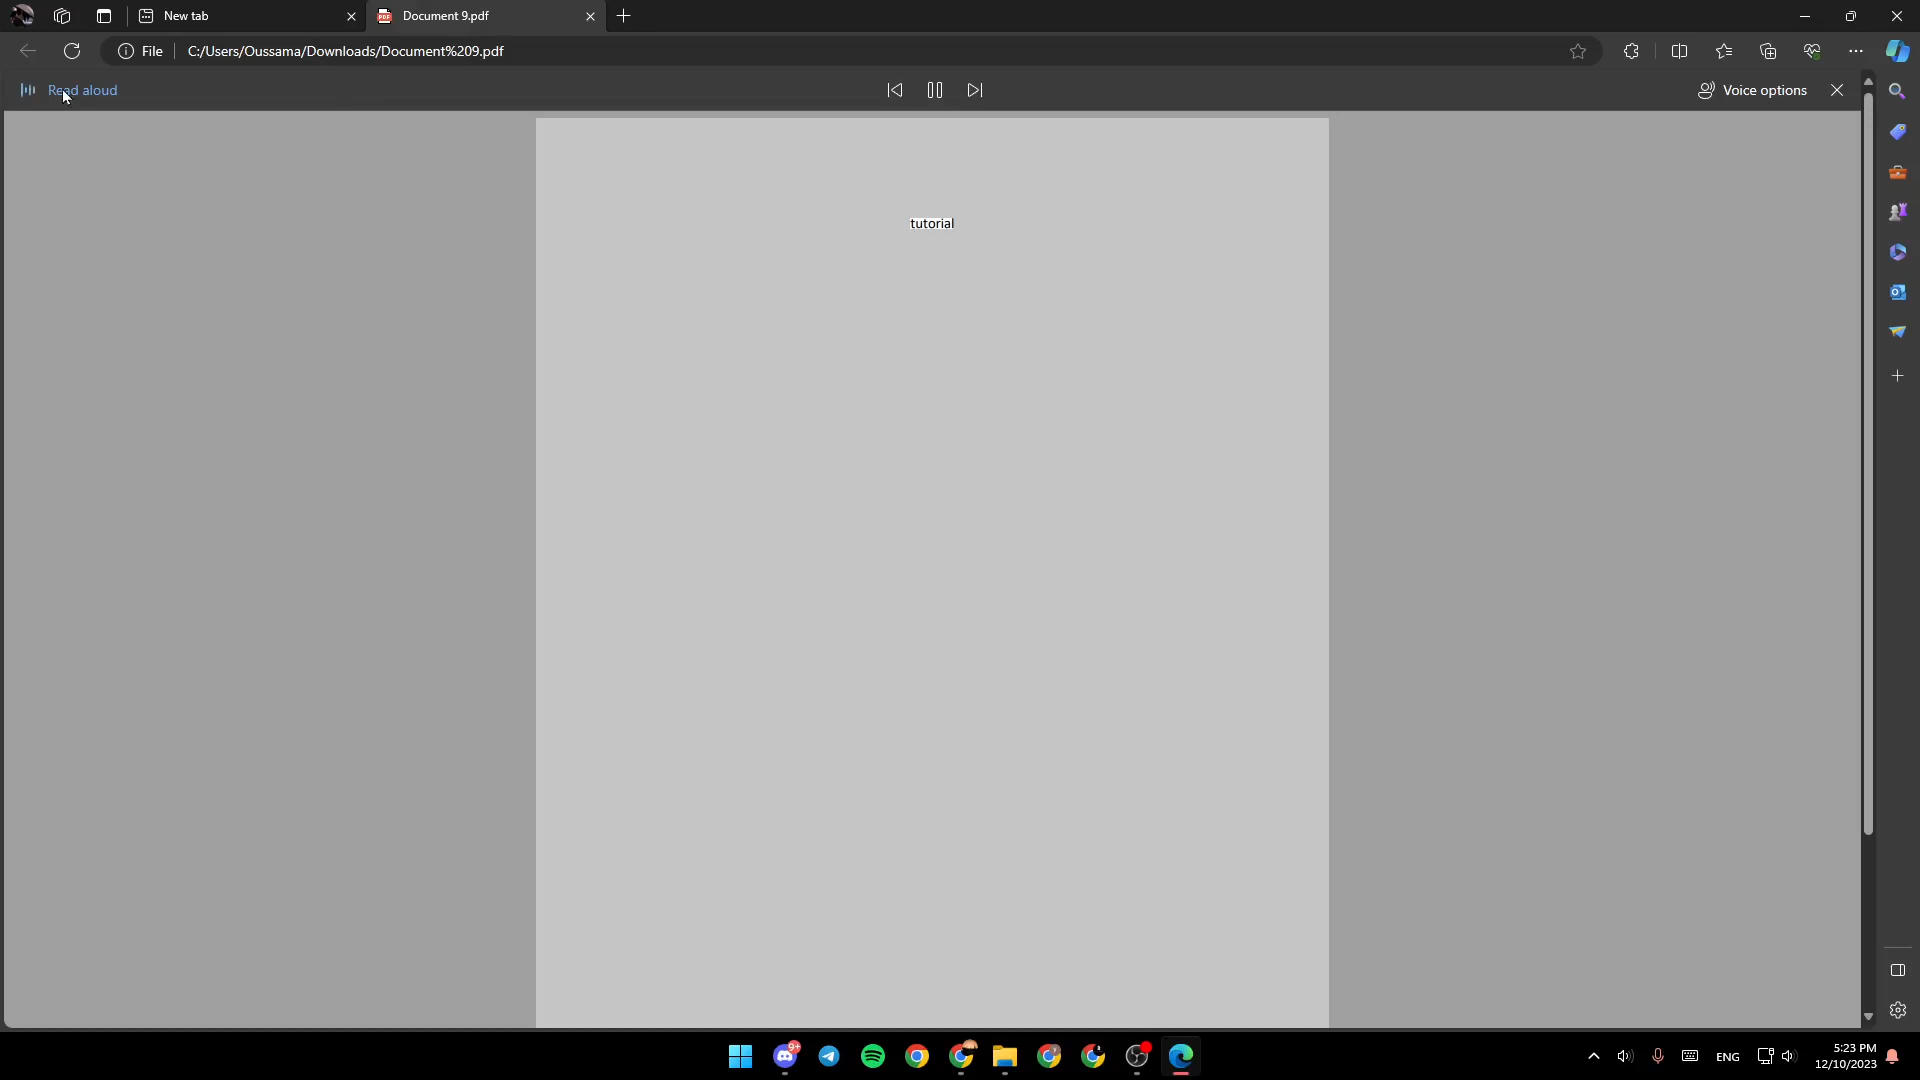 New tab
Document 9.pdf
File
C:/Users/Oussama/Downloads/Document%209.pdf
Read aloud
Voice options
tutorial
9+
ENG
5:23 PM
12/10/2023